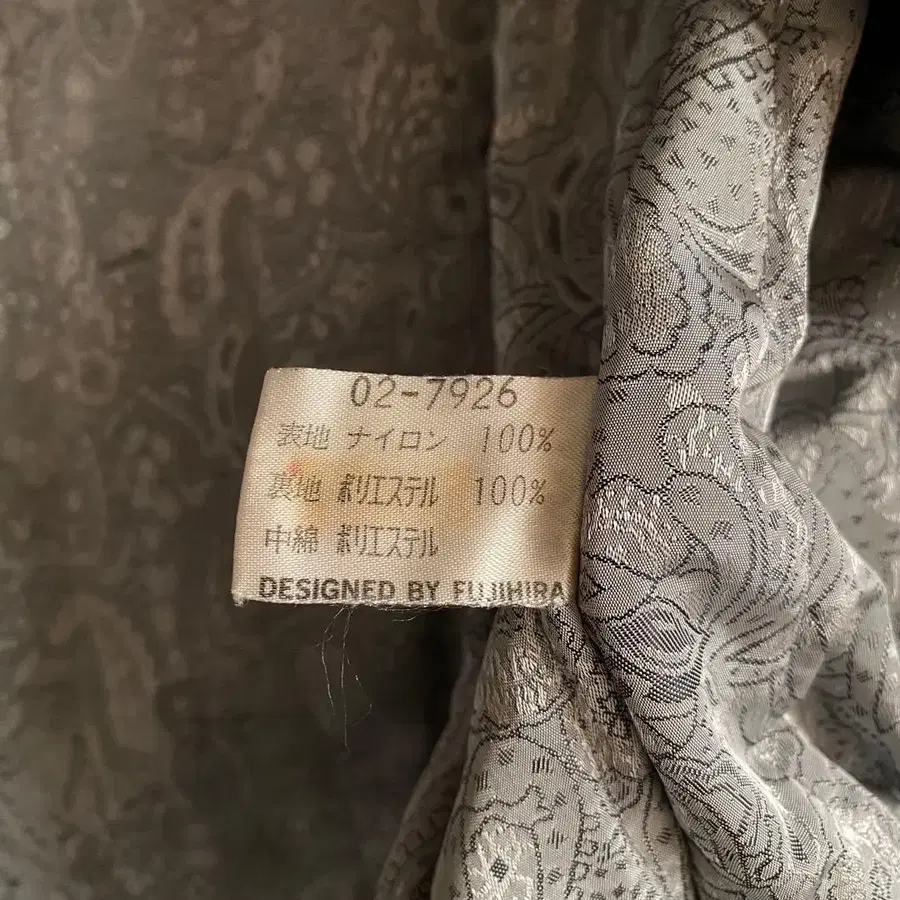 02-7926
表地 ナイロン 100%
裏地 ポリエステル 100%
中綿 ポリエステル
DESIGNED BY FUJIHIRA